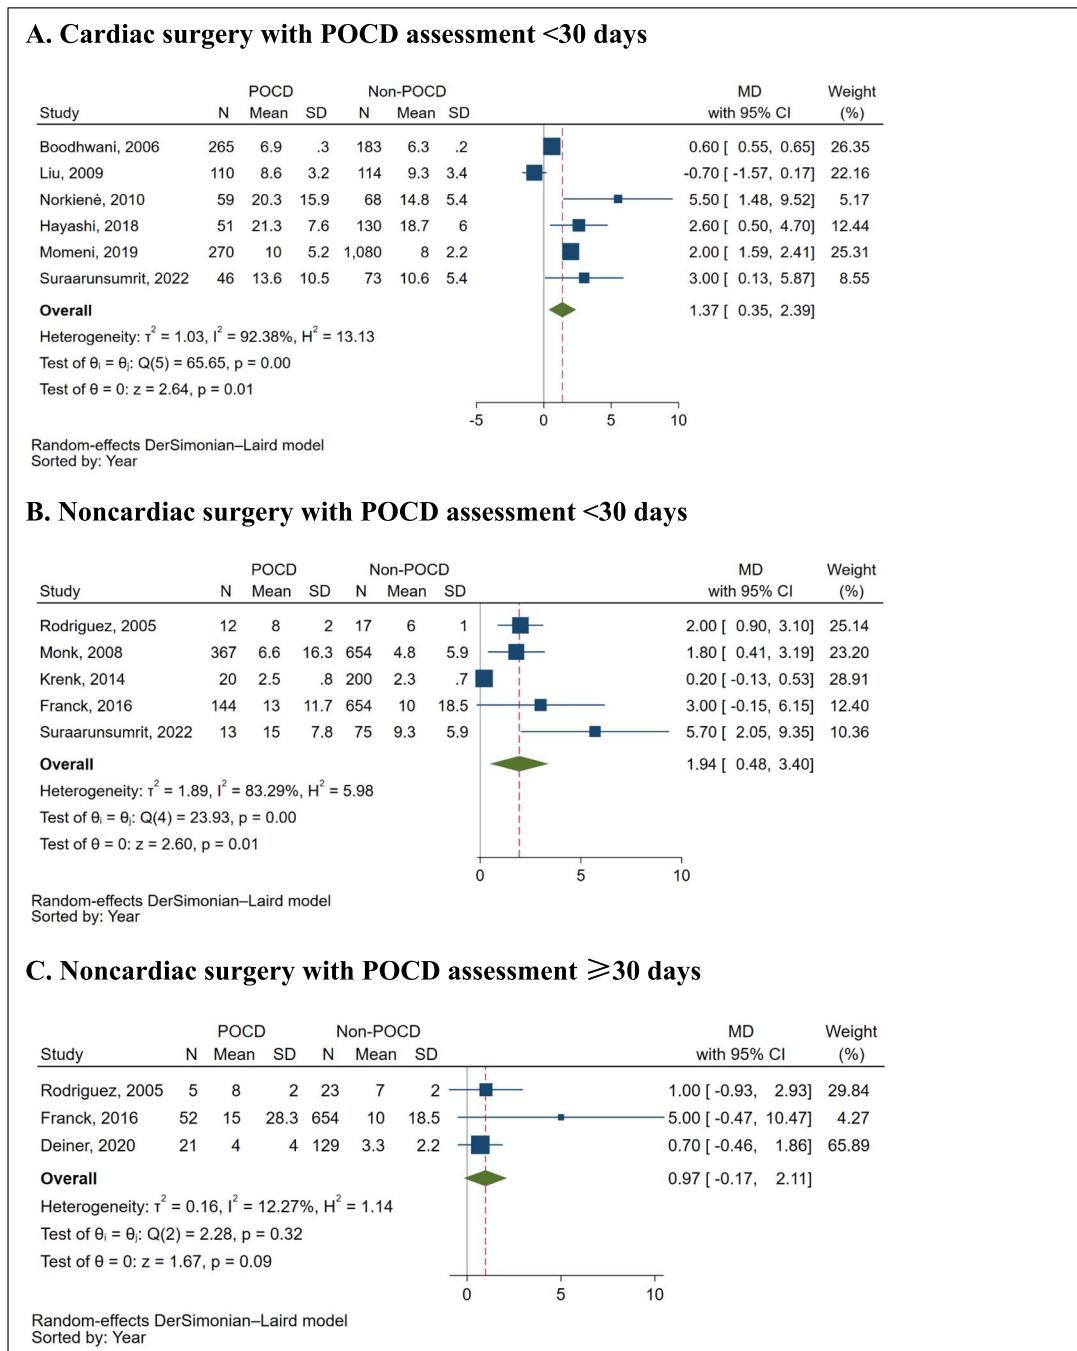 A. Cardiac surgery with POCD assessment <30 days
POCD Non-POCD MD Weight
Study N Mean SD N Mean SD with 95% CI (%)
Boodhwani, 2006 265 6.9 .3 183 6.3 .2 0.60 [ 0.55, 0.65] 26.35
Liu, 2009 110 8.6 3.2 114 9.3 3.4 -0.70 [ -1.57, 0.17] 22.16
Norkienė, 2010 59 20.3 15.9 68 14.8 5.4 5.50 [ 1.48, 9.52] 5.17
Hayashi, 2018 51 21.3 7.6 130 18.7 6 2.60 [ 0.50, 4.70] 12.44
Momeni, 2019 270 10 5.2 1,080 8 2.2 2.00 [ 1.59, 2.41] 25.31
Suraarunsumrit, 2022 46 13.6 10.5 73 10.6 5.4 3.00 [ 0.13, 5.87] 8.55
Overall 1.37 [ 0.35, 2.39]
Heterogeneity: τ² = 1.03, I² = 92.38%, H² = 13.13
Test of θᵢ = θⱼ: Q(5) = 65.65, p = 0.00
Test of θ = 0: z = 2.64, p = 0.01
-5 0 5 10
Random-effects DerSimonian–Laird model
Sorted by: Year
B. Noncardiac surgery with POCD assessment <30 days
POCD Non-POCD MD Weight
Study N Mean SD N Mean SD with 95% CI (%)
Rodriguez, 2005 12 8 2 17 6 1 2.00 [ 0.90, 3.10] 25.14
Monk, 2008 367 6.6 16.3 654 4.8 5.9 1.80 [ 0.41, 3.19] 23.20
Krenk, 2014 20 2.5 .8 200 2.3 .7 0.20 [ -0.13, 0.53] 28.91
Franck, 2016 144 13 11.7 654 10 18.5 3.00 [ -0.15, 6.15] 12.40
Suraarunsumrit, 2022 13 15 7.8 75 9.3 5.9 5.70 [ 2.05, 9.35] 10.36
Overall 1.94 [ 0.48, 3.40]
Heterogeneity: τ² = 1.89, I² = 83.29%, H² = 5.98
Test of θᵢ = θⱼ: Q(4) = 23.93, p = 0.00
Test of θ = 0: z = 2.60, p = 0.01
0 5 10
Random-effects DerSimonian–Laird model
Sorted by: Year
C. Noncardiac surgery with POCD assessment ⩾30 days
POCD Non-POCD MD Weight
Study N Mean SD N Mean SD with 95% CI (%)
Rodriguez, 2005 5 8 2 23 7 2 1.00 [ -0.93, 2.93] 29.84
Franck, 2016 52 15 28.3 654 10 18.5 5.00 [ -0.47, 10.47] 4.27
Deiner, 2020 21 4 4 129 3.3 2.2 0.70 [ -0.46, 1.86] 65.89
Overall 0.97 [ -0.17, 2.11]
Heterogeneity: τ² = 0.16, I² = 12.27%, H² = 1.14
Test of θᵢ = θⱼ: Q(2) = 2.28, p = 0.32
Test of θ = 0: z = 1.67, p = 0.09
0 5 10
Random-effects DerSimonian–Laird model
Sorted by: Year